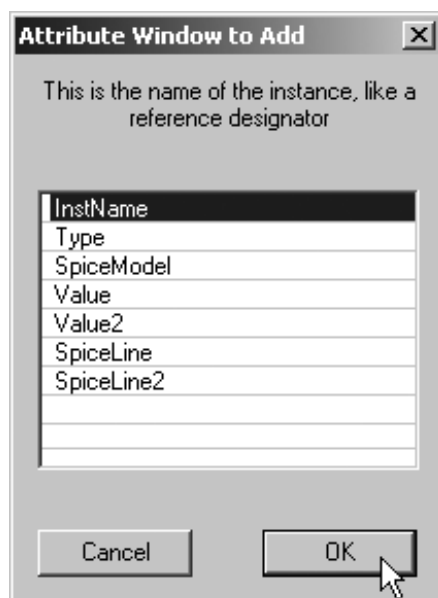 Attribute Window to Add
This is the name of the instance, like a
reference designator
InstName
Type
SpiceModel
Value
Value2
SpiceLine
SpiceLine2
Cancel
OK